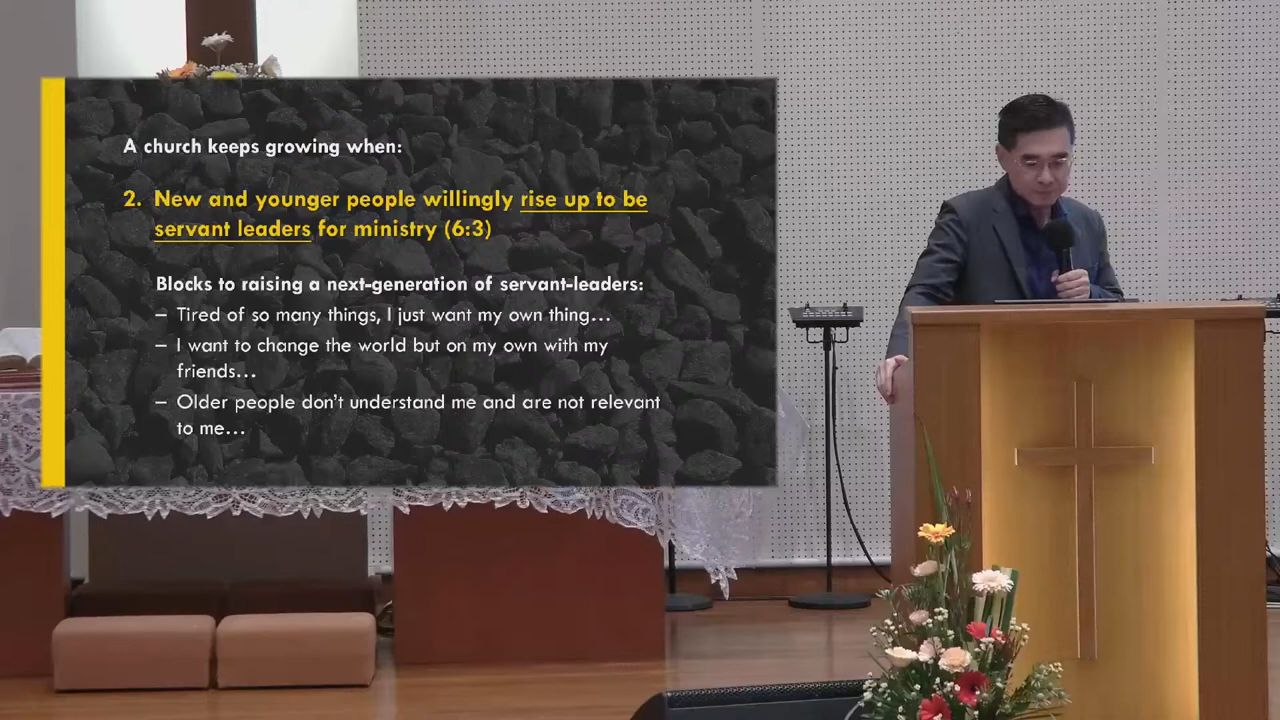 A church keeps growing when:
2. New and younger people willingly rise up to be
servant leaders for ministry (6:3)
Blocks to raising a next-generation of servant-leaders:
– Tired of so many things, I just want my own thing…
– I want to change the world but on my own with my
friends…
– Older people don't understand me and are not relevant
to me…